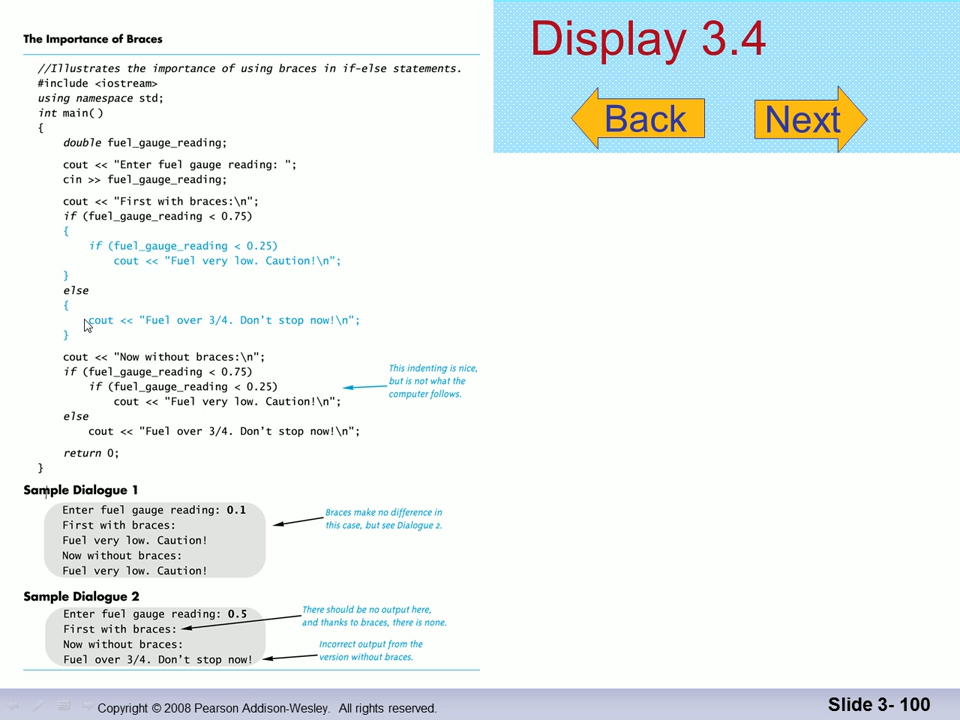 The Importance of Braces
//Illustrates the importance of using braces in if-else statements.
#include <iostream>
using namespace std;
int main( )
{
double fuel_gauge_reading;
cout << "Enter fuel gauge reading: ";
cin >> fuel_gauge_reading;
cout << "First with braces:\n";
if (fuel_gauge_reading < 0.75)
{
if (fuel_gauge_reading < 0.25)
cout << "Fuel very low. Caution!\n";
}
else
{
cout << "Fuel over 3/4. Don't stop now!\n";
}
cout << "Now without braces:\n";
if (fuel_gauge_reading < 0.75)
if (fuel_gauge_reading < 0.25)
cout << "Fuel very low. Caution!\n";
else
cout << "Fuel over 3/4. Don't stop now!\n";
return 0;
}
This indenting is nice,
but is not what the
computer follows.
Sample Dialogue 1
Enter fuel gauge reading: 0.1
First with braces:
Fuel very low. Caution!
Now without braces:
Fuel very low. Caution!
Braces make no difference in
this case, but see Dialogue 2.
Sample Dialogue 2
Enter fuel gauge reading: 0.5
First with braces:
Now without braces:
Fuel over 3/4. Don't stop now!
There should be no output here,
and thanks to braces, there is none.
Incorrect output from the
version without braces.
Display 3.4
Back
Next
Copyright © 2008 Pearson Addison-Wesley. All rights reserved.
Slide 3- 100